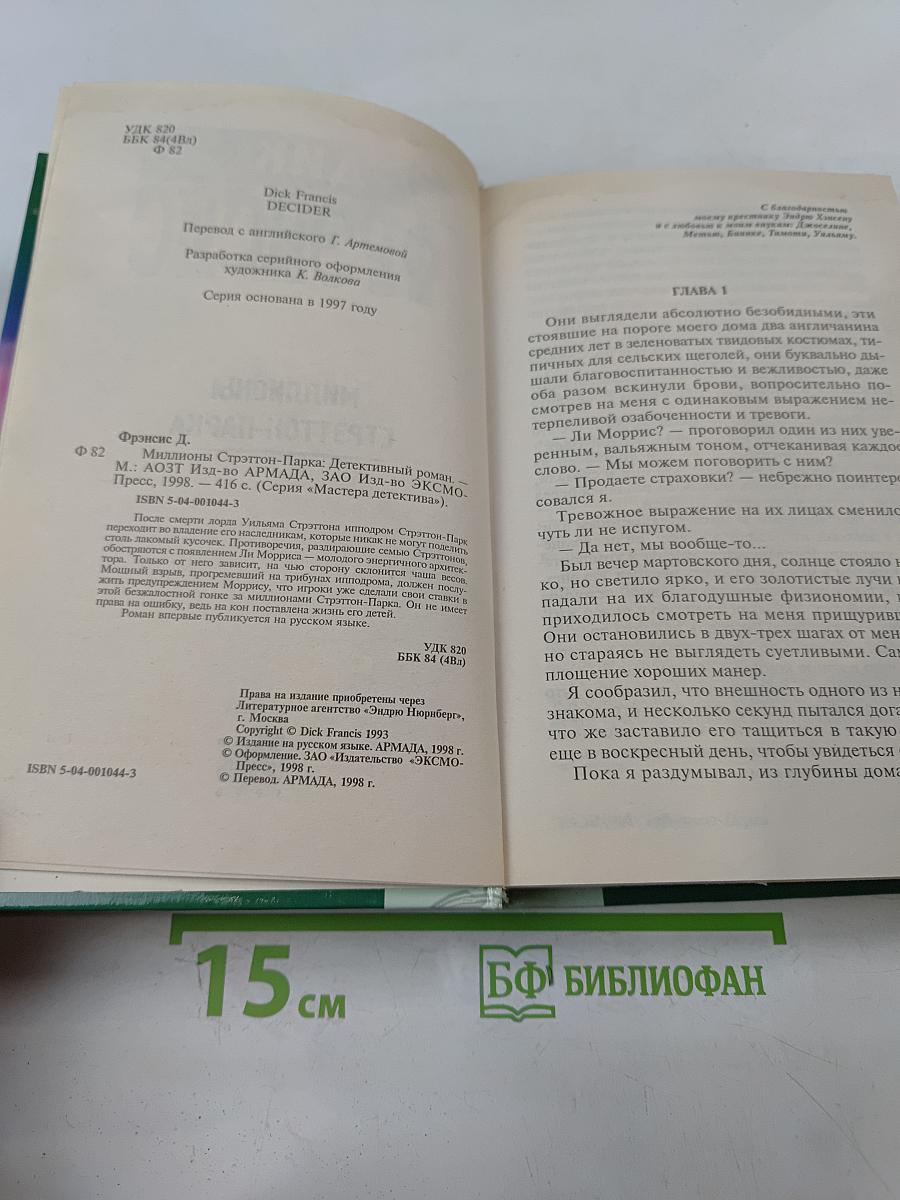 УДК 820
ББК 84(4Вл)
Ф 82
Dick Francis
DECIDER
Перевод с английского Г. Артемовой
Разработка серийного оформления
художника К. Волкова
Серия основана в 1997 году
Фрэнсис Д.
Ф 82 Миллионы Стрэттон-Парка: Детективный роман. —
М.: АОЗТ Изд-во АРМАДА, ЗАО Изд-во ЭКСМО-
Пресс, 1998. — 416 с. (Серия «Мастера детектива»).
ISBN 5-04-001044-3
После смерти лорда Уильяма Стрэттона ипподром Стрэттон-Парк
переходит во владение его наследникам, которые никак не могут поделить
столь лакомый кусочек. Противоречия, раздирающие семью Стрэттонов,
обостряются с появлением Ли Морриса — молодого энергичного архитек-
тора. Только от него зависит, на чью сторону склонится чаша весов.
Мощный взрыв, прогремевший на трибунах ипподрома, должен послу-
жить предупреждением Моррису, что игроки уже сделали свои ставки в
этой безжалостной гонке за миллионами Стрэттон-Парка. Он не имеет
права на ошибку, ведь на кон поставлена жизнь его детей.
Роман впервые публикуется на русском языке.
УДК 820
ББК 84 (4Вл)
Права на издание приобретены через
Литературное агентство «Эндрю Нюрнберг»,
г. Москва
Copyright © Dick Francis 1993
© Издание на русском языке. АРМАДА, 1998 г.
© Оформление. ЗАО «Издательство «ЭКСМО-
Пресс», 1998 г.
© Перевод. АРМАДА, 1998 г.
ISBN 5-04-001044-3
С благодарностью
моему крестнику Эндрю Хэнсену
и с любовью к моим внукам: Джоселине,
Метью, Бианке, Тимоти, Уильяму.
ГЛАВА 1
Они выглядели абсолютно безобидными, эти
стоявшие на пороге моего дома два англичанина
средних лет в зеленоватых твидовых костюмах, ти-
пичных для сельских щеголей, они буквально ды-
шали благовоспитанностью и вежливостью, даже
оба разом вскинули брови, вопросительно по-
смотрев на меня с одинаковым выражением не-
терпеливой озабоченности и тревоги.
— Ли Моррис? — проговорил один из них уве-
ренным, вальяжным тоном, отчеканивая каждое
слово. — Мы можем поговорить с ним?
— Продаете страховки? — небрежно поинтере
совался я.
Тревожное выражение на их лицах сменилс
чуть ли не испугом.
— Да нет, мы вообще-то...
Был вечер мартовского дня, солнце стояло н
ко, но светило ярко, и его золотистые лучи
падали на их благодушные физиономии,
приходилось смотреть на меня прищурив
Они остановились в двух-трех шагах от мен
но стараясь не выглядеть суетливыми. Сам
площение хороших манер.
Я сообразил, что внешность одного из н
знакома, и несколько секунд пытался дога
что же заставило его тащиться в такую
еще в воскресный день, чтобы увидеться
Пока я раздумывал, из глубины дома
15 см
БФ БИБЛИОФАН